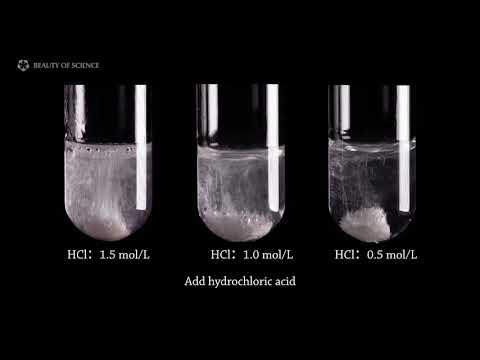 BEAUTY OF SCIENCE
HCl： 1.5 mol/L
HCl： 1.0 mol/L
HCl： 0.5 mol/L
Add hydrochloric acid